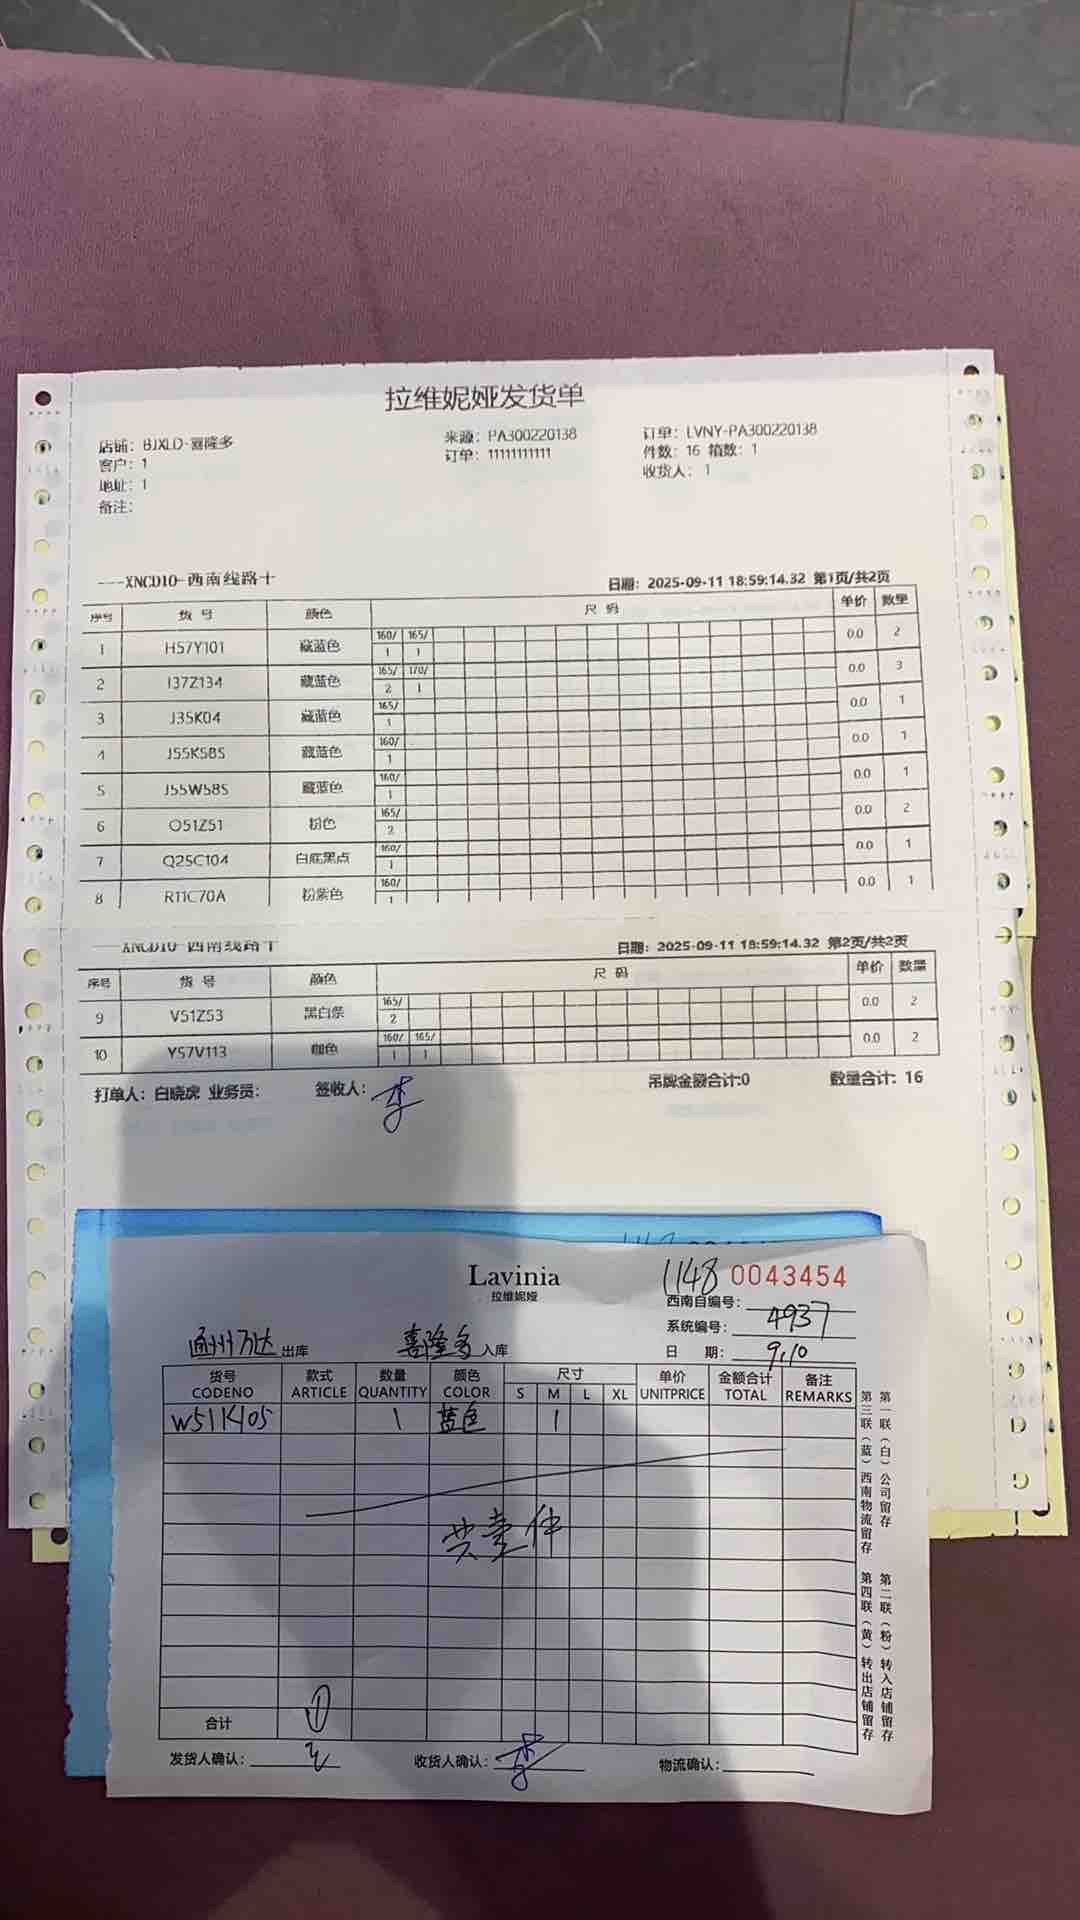 拉维妮娅发货单
店铺：BJXLD-喜隆多 来源：PA300220138 订单：LVNY-PA300220138
客户：1 订单：11111111111 件数：16 箱数：1
地址：1 收货人：1
备注：
----XNCD10-西南线路十 日期：2025-09-11 18:59:14.32 第1页/共2页
序号 货 号 颜色 尺 码 单价 数量
160/ 165/
1 H57Y101 藏蓝色 1 1 0.0 2
165/ 170/
2 I37Z134 藏蓝色 2 1 0.0 3
165/
3 J35K04 藏蓝色 1 0.0 1
160/
4 J55K58S 藏蓝色 1 0.0 1
160/
5 J55W58S 藏蓝色 1 0.0 1
165/
6 O51Z51 粉色 2 0.0 2
160/
7 Q25C104 白底黑点 1 0.0 1
160/
8 R11C70A 粉紫色 1 0.0 1
----XNCD10-西南线路十 日期：2025-09-11 18:59:14.32 第2页/共2页
序号 货 号 颜色 尺 码 单价 数量
165/
9 V51Z53 黑白条 2 0.0 2
160/ 165/
10 Y57V113 咖色 1 1 0.0 2
打单人：白晓虎 业务员： 签收人：李 吊牌金额合计:0 数量合计：16
Lavinia 1148 0043454
拉维妮娅
西南自编号：
系统编号：4937
通州万达 出库 喜隆多 入库 日 期：9.10
货号 款式 数量 颜色 尺寸 单价 金额合计 备注
CODENO ARTICLE QUANTITY COLOR S M L XL UNITPRICE TOTAL REMARKS
W51K105 1 蓝色 1
共壹件
合计 1
发货人确认： 收货人确认：李 物流确认：
第一联（白）公司留存
第二联（粉）转入店铺留存
第三联（蓝）西南物流留存
第四联（黄）转出店铺留存